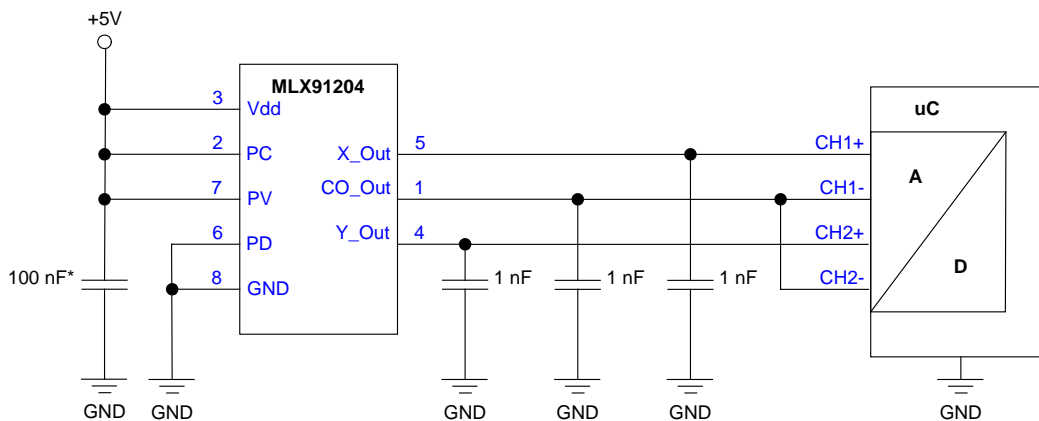 +5V
MLX91204
uC
3 Vdd
2 PC
X_Out 5
CH1+
A
7 PV
CO_Out 1
CH1-
6 PD
Y_Out 4
CH2+
D
100 nF*
8 GND
1 nF
1 nF
1 nF
CH2-
GND
GND
GND
GND
GND
GND